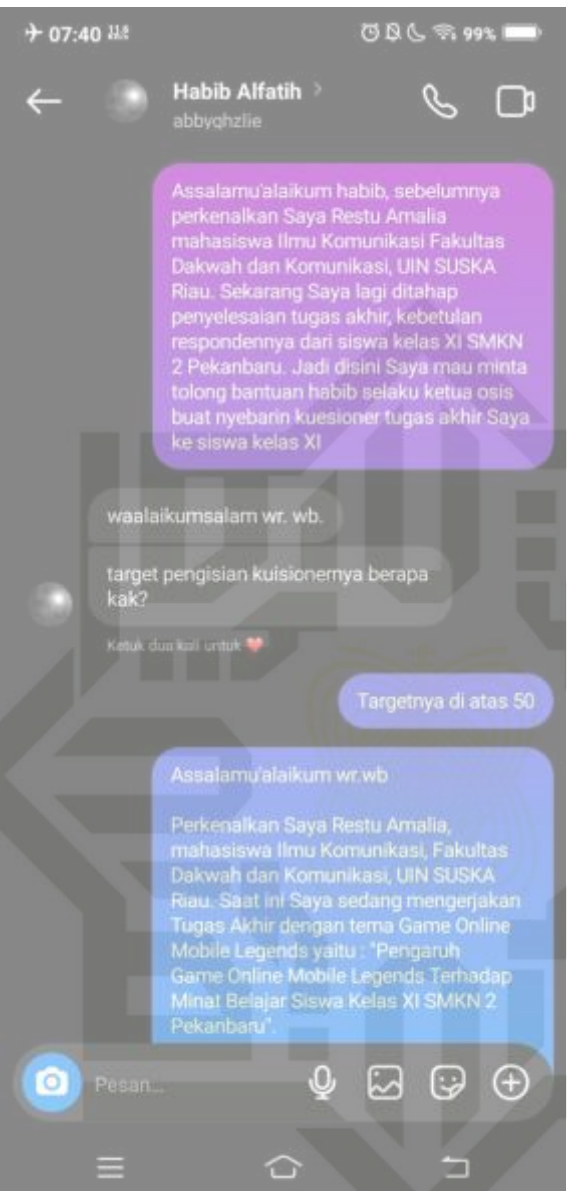 07:40
99%
Habib Alfatih
abbyqhzlie
Assalamu'alaikum habib, sebelumnya
perkenalkan Saya Restu Amalia
mahasiswa Ilmu Komunikasi Fakultas
Dakwah dan Komunikasi, UIN SUSKA
Riau. Sekarang Saya lagi ditahap
penyelesaian tugas akhir, kebetulan
respondennya dari siswa kelas XI SMKN
2 Pekanbaru. Jadi disini Saya mau minta
tolong bantuan habib selaku ketua osis
buat nyebarin kuesioner tugas akhir Saya
ke siswa kelas XI
waalaikumsalam wr. wb.
target pengisian kuisionernya berapa
kak?
Ketuk dua kali untuk ❤️
Targetnya di atas 50
Assalamu'alaikum wr.wb
Perkenalkan Saya Restu Amalia,
mahasiswa Ilmu Komunikasi, Fakultas
Dakwah dan Komunikasi, UIN SUSKA
Riau. Saat ini Saya sedang mengerjakan
Tugas Akhir dengan tema Game Online
Mobile Legends yaitu : "Pengaruh
Game Online Mobile Legends Terhadap
Minat Belajar Siswa Kelas XI SMKN 2
Pekanbaru".
Pesan...